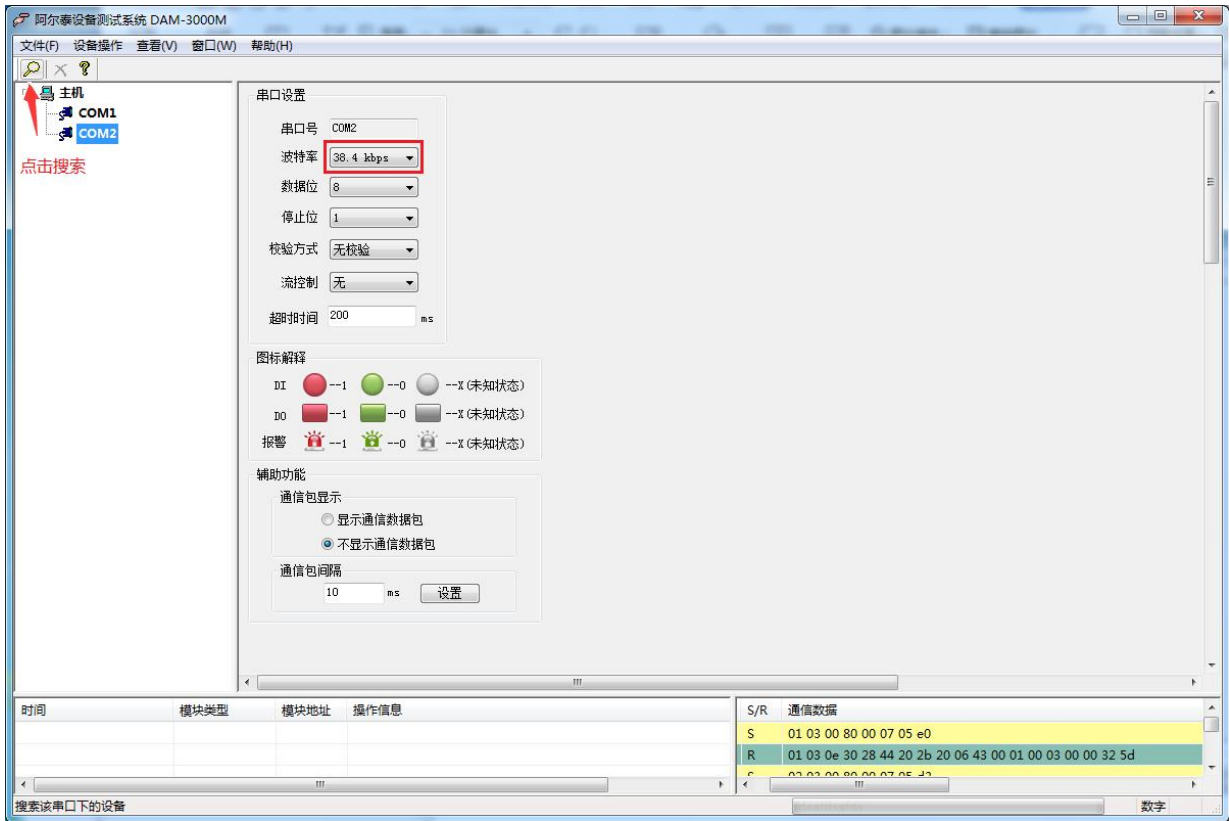 阿尔泰设备测试系统 DAM-3000M
文件(F) 设备操作 查看(V) 窗口(W) 帮助(H)
主机
COM1
COM2
点击搜索
串口设置
串口号 COM2
波特率 38.4 kbps
数据位 8
停止位 1
校验方式 无校验
流控制 无
超时时间 200 ms
图标解释
DI --1 --0 --X(未知状态)
DO --1 --0 --X(未知状态)
报警 --1 --0 --X(未知状态)
辅助功能
通信包显示
显示通信数据包
不显示通信数据包
通信包间隔
10 ms 设置
时间 模块类型 模块地址 操作信息
S/R 通信数据
S 01 03 00 80 00 07 05 e0
R 01 03 0e 30 28 44 20 2b 20 06 43 00 01 00 03 00 00 32 5d
S 02 03 00 80 00 07 05 d3
搜索该串口下的设备
数字